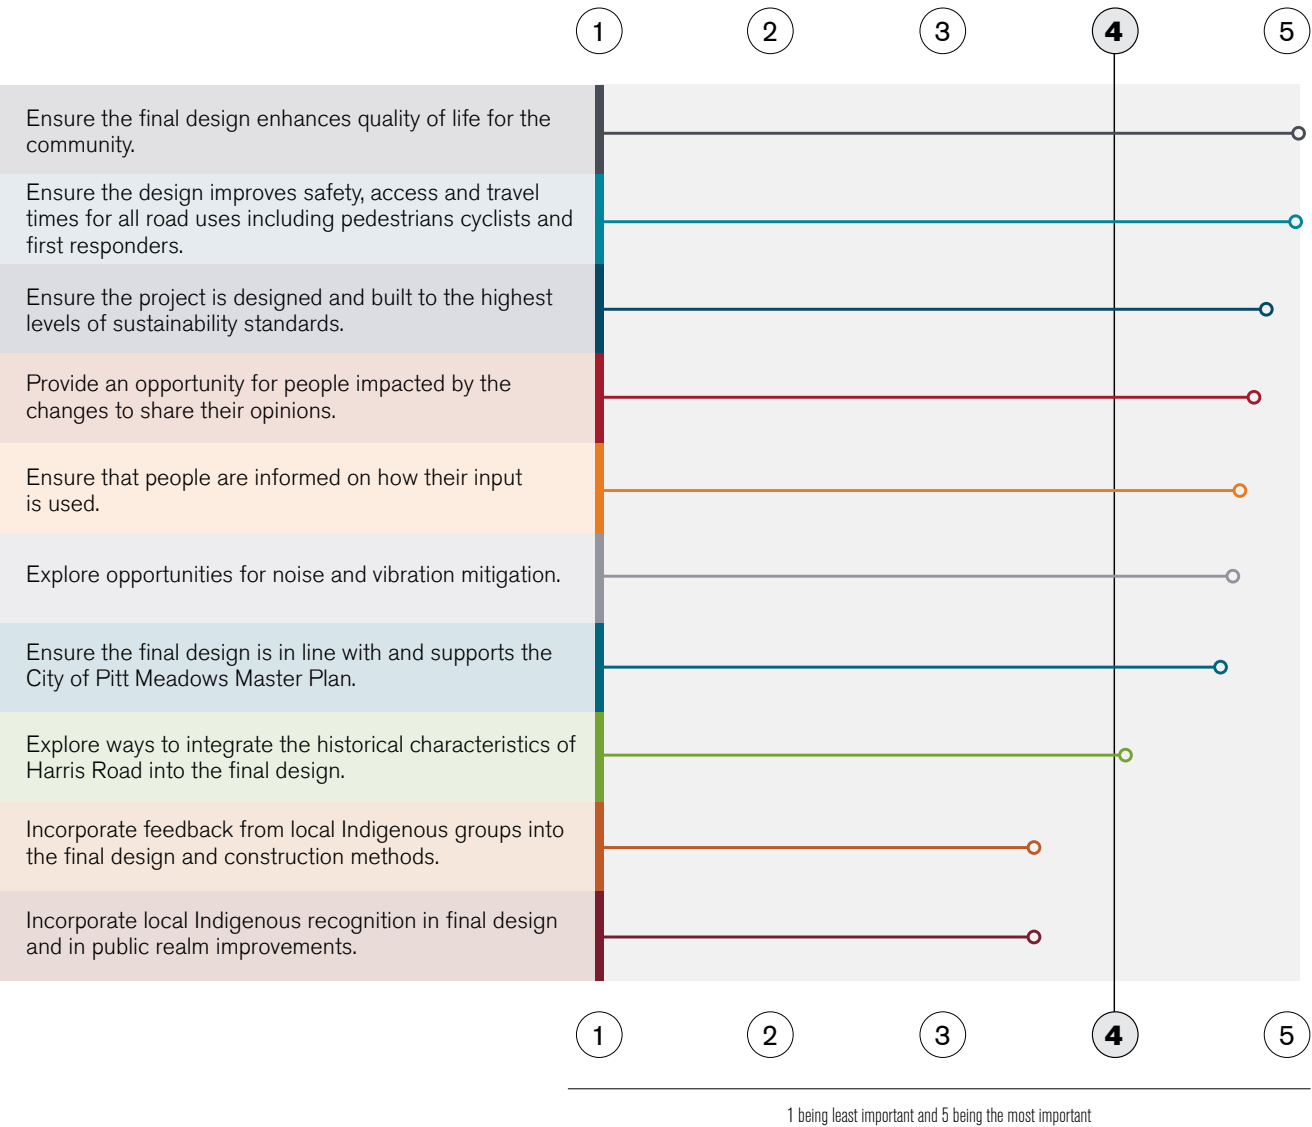 1 2 3 4 5
Ensure the final design enhances quality of life for the
community.
Ensure the design improves safety, access and travel
times for all road uses including pedestrians cyclists and
first responders.
Ensure the project is designed and built to the highest
levels of sustainability standards.
Provide an opportunity for people impacted by the
changes to share their opinions.
Ensure that people are informed on how their input
is used.
Explore opportunities for noise and vibration mitigation.
Ensure the final design is in line with and supports the
City of Pitt Meadows Master Plan.
Explore ways to integrate the historical characteristics of
Harris Road into the final design.
Incorporate feedback from local Indigenous groups into
the final design and construction methods.
Incorporate local Indigenous recognition in final design
and in public realm improvements.
1 2 3 4 5
1 being least important and 5 being the most important